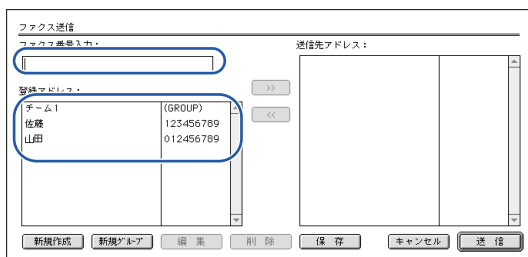 ファクス送信
ファクス番号入力：
送信先アドレス：
>>
登録アドレス：
<<
チーム1 (GROUP)
佐藤 123456789
山田 012456789
新規作成 新規グループ 編 集 削 除 保 存 キャンセル 送 信